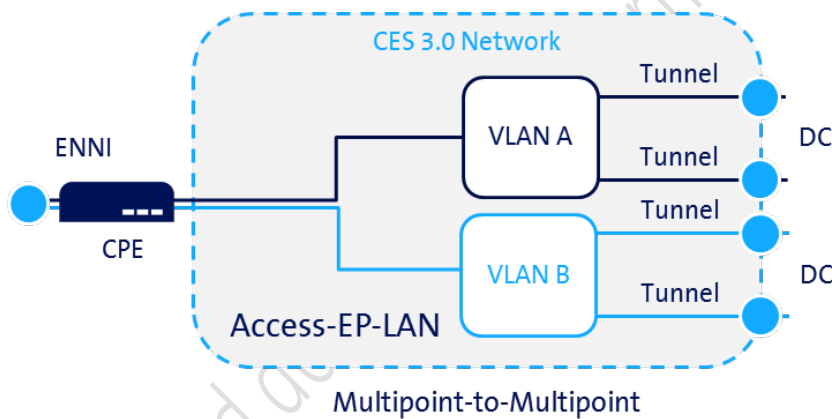 CES 3.0 Network
Tunnel
ENNI
VLAN A
DC
Tunnel
CPE
Tunnel
VLAN B
DC
Tunnel
Access-EP-LAN
Multipoint-to-Multipoint